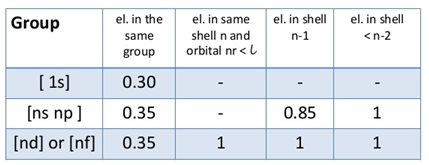 Group
el. in the same group
el. in same shell n and orbital nr < l
el. in shell n-1
el. in shell < n-2
[ 1s] 0.30 - - -
[ns np ] 0.35 - 0.85 1
[nd] or [nf] 0.35 1 1 1